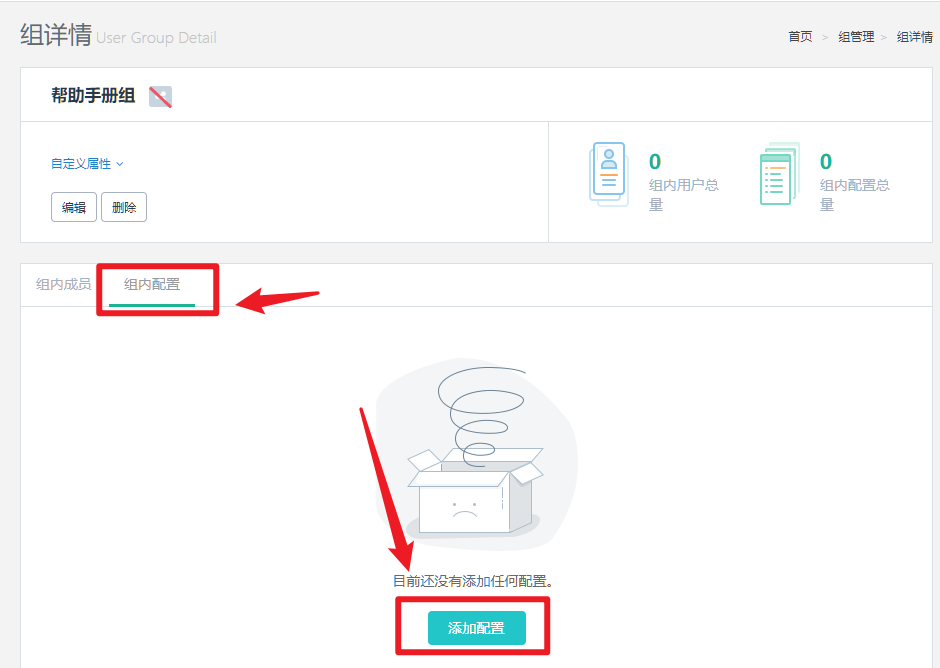 组详情 User Group Detail
首页 > 组管理 > 组详情
帮助手册组
自定义属性
编辑 删除
0
组内用户总
量
0
组内配置总
量
组内成员 组内配置
目前还没有添加任何配置。
添加配置